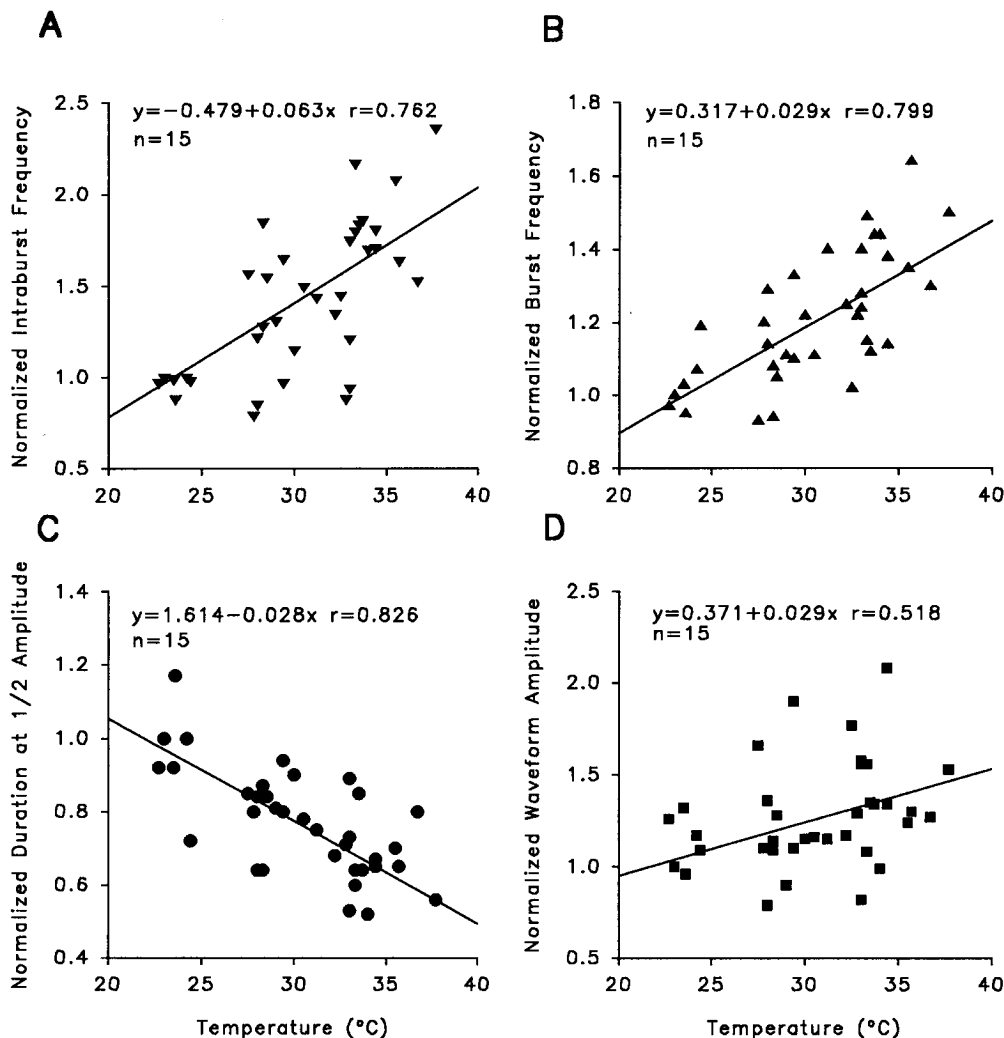 A
y=−0.479+0.063x r=0.762
n=15
Normalized Intraburst Frequency
2.5
2.0
1.5
1.0
0.5
20 25 30 35 40
B
y=0.317+0.029x r=0.799
n=15
Normalized Burst Frequency
1.8
1.6
1.4
1.2
1.0
0.8
20 25 30 35 40
C
y=1.614−0.028x r=0.826
n=15
Normalized Duration at 1/2 Amplitude
1.4
1.2
1.0
0.8
0.6
0.4
20 25 30 35 40
Temperature (°C)
D
y=0.371+0.029x r=0.518
n=15
Normalized Waveform Amplitude
2.5
2.0
1.5
1.0
0.5
20 25 30 35 40
Temperature (°C)